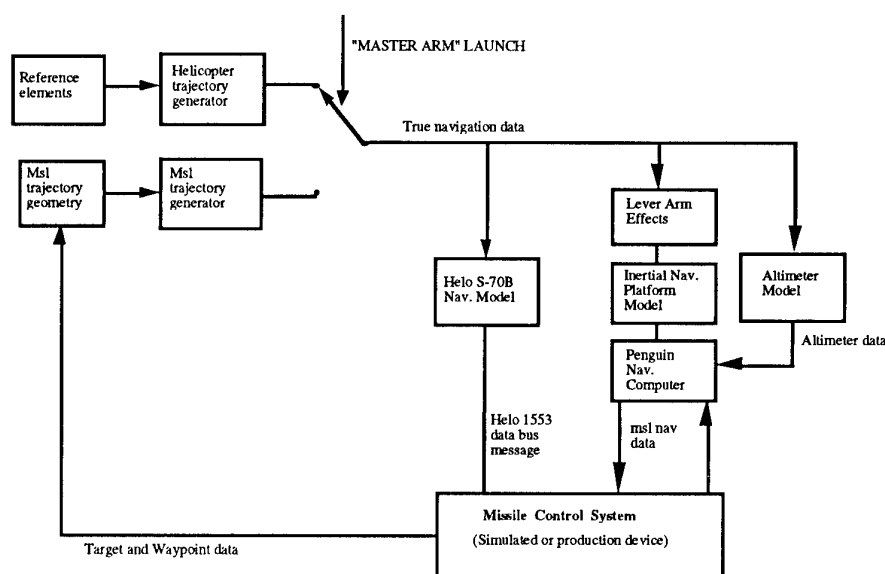 "MASTER ARM" LAUNCH
Reference
elements
Helicopter
trajectory
generator
True navigation data
Msl
trajectory
geometry
Msl
trajectory
generator
Lever Arm
Effects
Helo S-70B
Nav. Model
Inertial Nav.
Platform
Model
Altimeter
Model
Altimeter data
Penguin
Nav.
Computer
Helo 1553
data bus
message
msl nav
data
Missile Control System
(Simulated or production device)
Target and Waypoint data